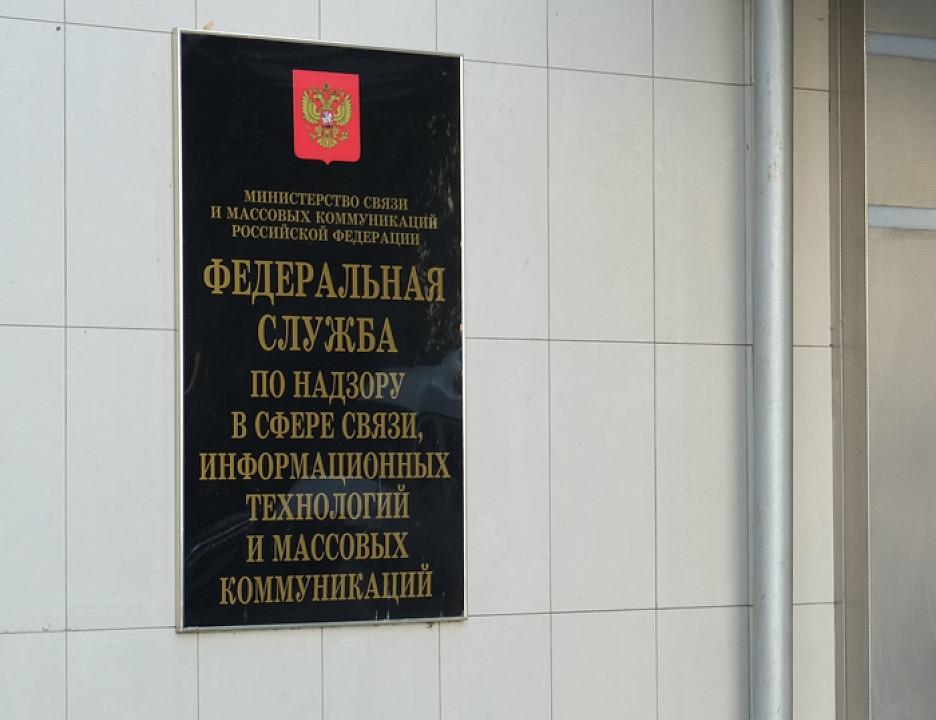 МИНИСТЕРСТВО СВЯЗИ
И МАССОВЫХ КОММУНИКАЦИЙ
РОССИЙСКОЙ ФЕДЕРАЦИИ
ФЕДЕРАЛЬНАЯ
СЛУЖБА
ПО НАДЗОРУ
В СФЕРЕ СВЯЗИ,
ИНФОРМАЦИОННЫХ
ТЕХНОЛОГИЙ
И МАССОВЫХ
КОММУНИКАЦИЙ